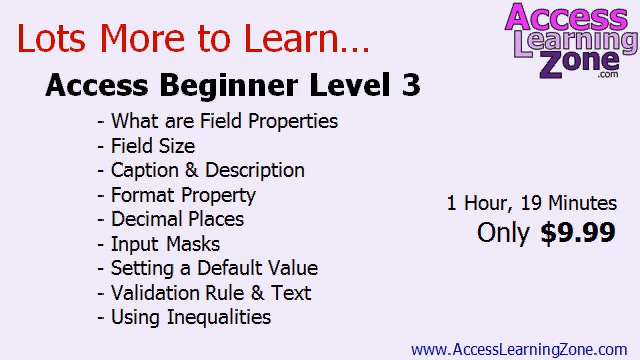 Lots More to Learn...
Access
Learning
Zone
.com
Access Beginner Level 3
- What are Field Properties
- Field Size
- Caption & Description
- Format Property
- Decimal Places
- Input Masks
- Setting a Default Value
- Validation Rule & Text
- Using Inequalities
1 Hour, 19 Minutes
Only $9.99
www.AccessLearningZone.com